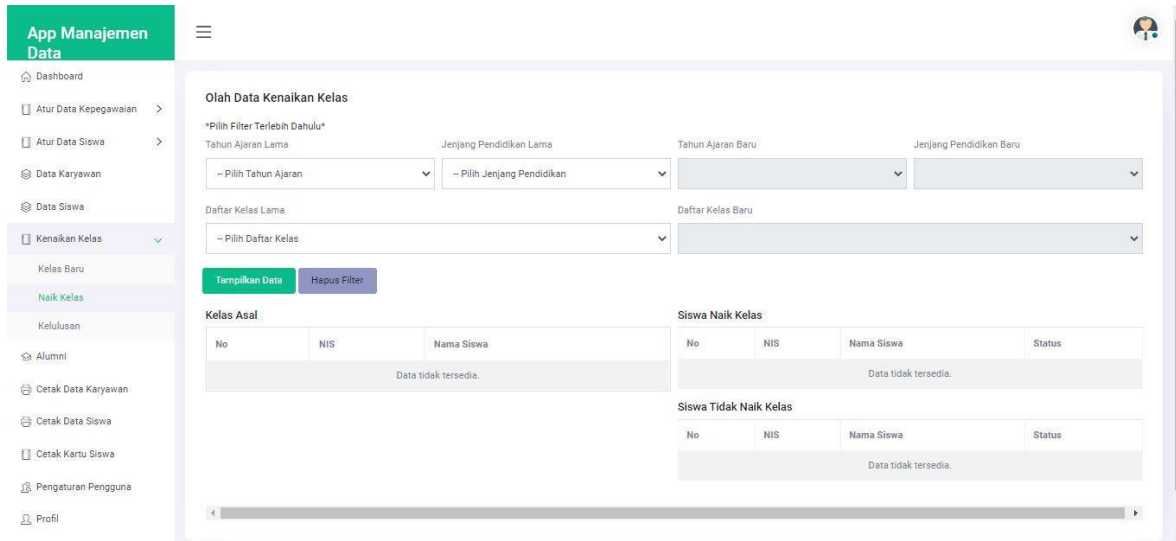 App Manajemen
Data
Dashboard
Atur Data Kepegawaian
Atur Data Siswa
Data Karyawan
Data Siswa
Kenaikan Kelas
Kelas Baru
Naik Kelas
Kelulusan
Alumni
Cetak Data Karyawan
Cetak Data Siswa
Cetak Kartu Siswa
Pengaturan Pengguna
Profil
Olah Data Kenaikan Kelas
*Pilih Filter Terlebih Dahulu*
Tahun Ajaran Lama Jenjang Pendidikan Lama Tahun Ajaran Baru Jenjang Pendidikan Baru
-- Pilih Tahun Ajaran -- Pilih Jenjang Pendidikan
Daftar Kelas Lama Daftar Kelas Baru
-- Pilih Daftar Kelas
Tampilkan Data Hapus Filter
Kelas Asal
No NIS Nama Siswa
Data tidak tersedia.
Siswa Naik Kelas
No NIS Nama Siswa Status
Data tidak tersedia.
Siswa Tidak Naik Kelas
No NIS Nama Siswa Status
Data tidak tersedia.